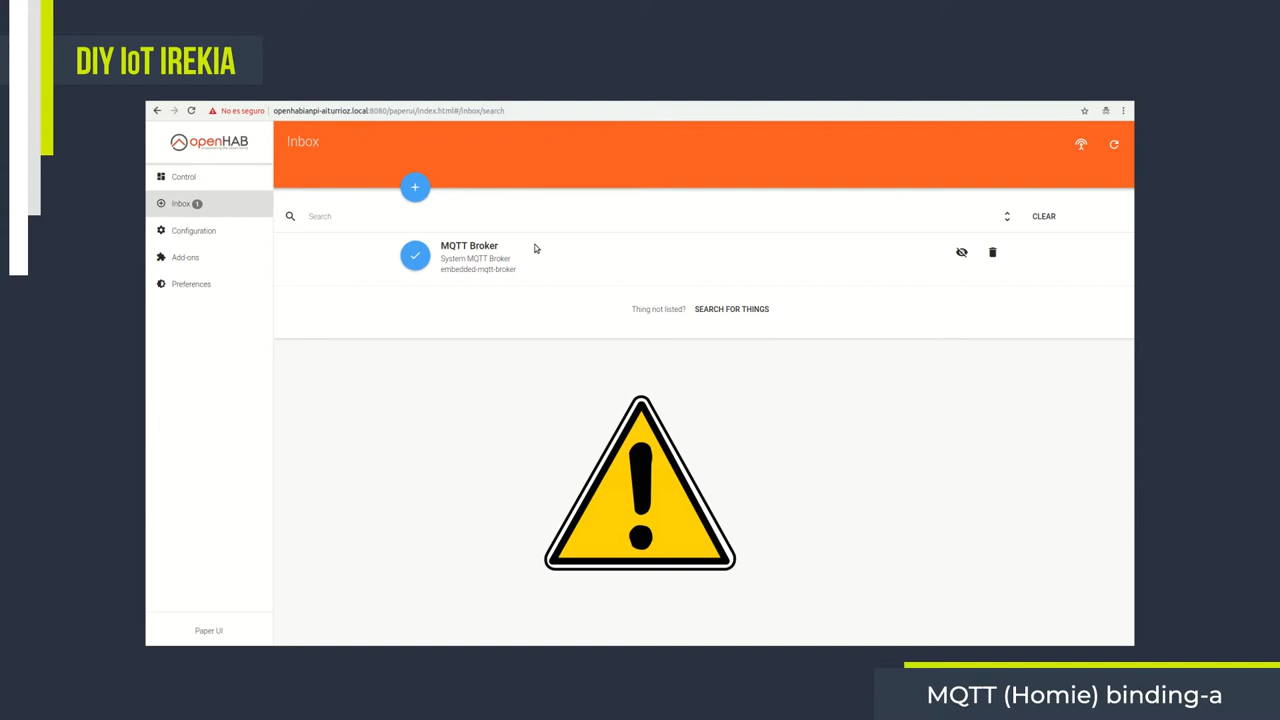 DIY IoT IREKIA
No es seguro
openhabianpi-aiturrioz.local:8080/paperui/index.html#/inbox/search
openHAB
Inbox
Control
Inbox 1
Configuration
Add-ons
Preferences
Search
CLEAR
MQTT Broker
System MQTT Broker
embedded-mqtt-broker
Thing not listed? SEARCH FOR THINGS
Paper UI
MQTT (Homie) binding-a